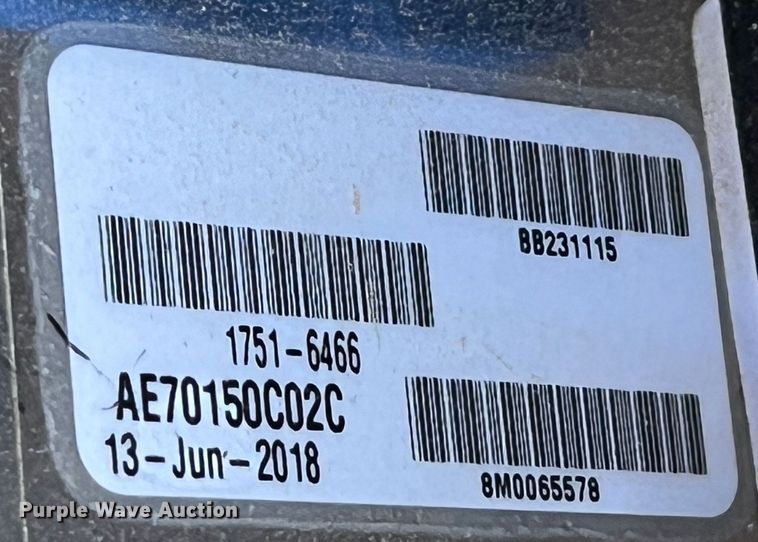 BB231115
1751-6466
AE70150C02C
13-Jun-2018
8M0065578
Purple Wave Auction